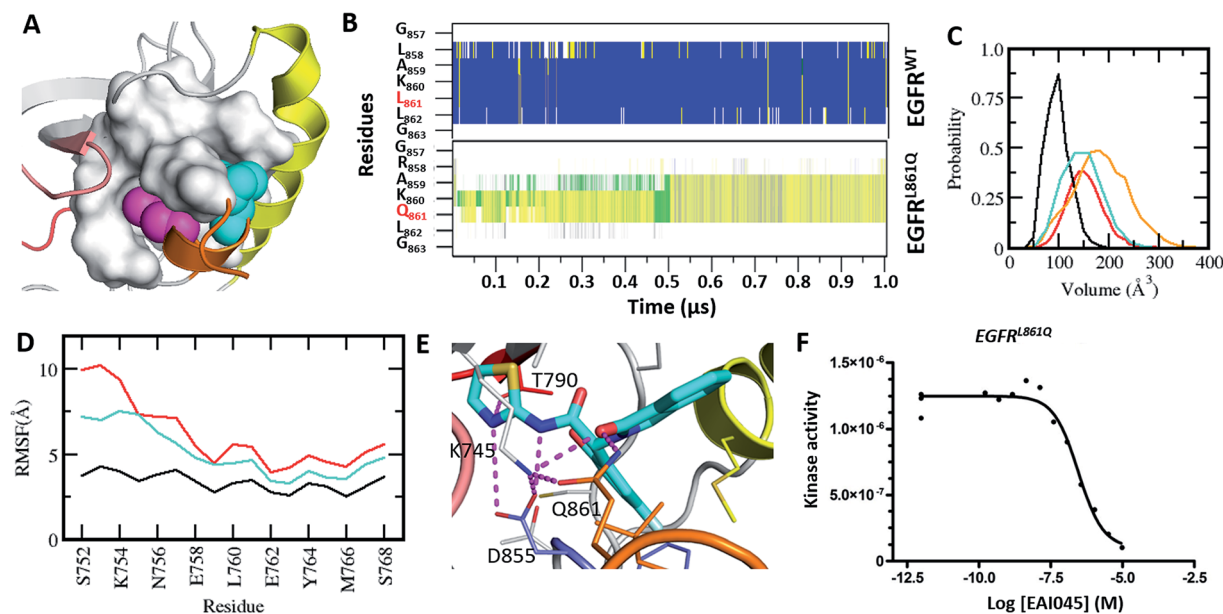 A
B
Residues
G857
L858
A859
K860
L861
L862
G863
EGFRWT
G857
R858
A859
K860
Q861
L862
G863
EGFRL861Q
0.1 0.2 0.3 0.4 0.5 0.6 0.7 0.8 0.9 1.0
Time (μs)
C
Probability
1.0
0.75
0.5
0.25
0
0 100 200 300 400
Volume (Å3)
D
RMSF(Å)
10
5
0
S752 K754 N756 E758 L760 E762 Y764 M766 S768
Residue
E
T790
K745
Q861
D855
F
EGFRL861Q
Kinase activity
1.5×10-6
1.0×10-6
5.0×10-7
0
-12.5 -10.0 -7.5 -5.0 -2.5
Log [EAI045] (M)